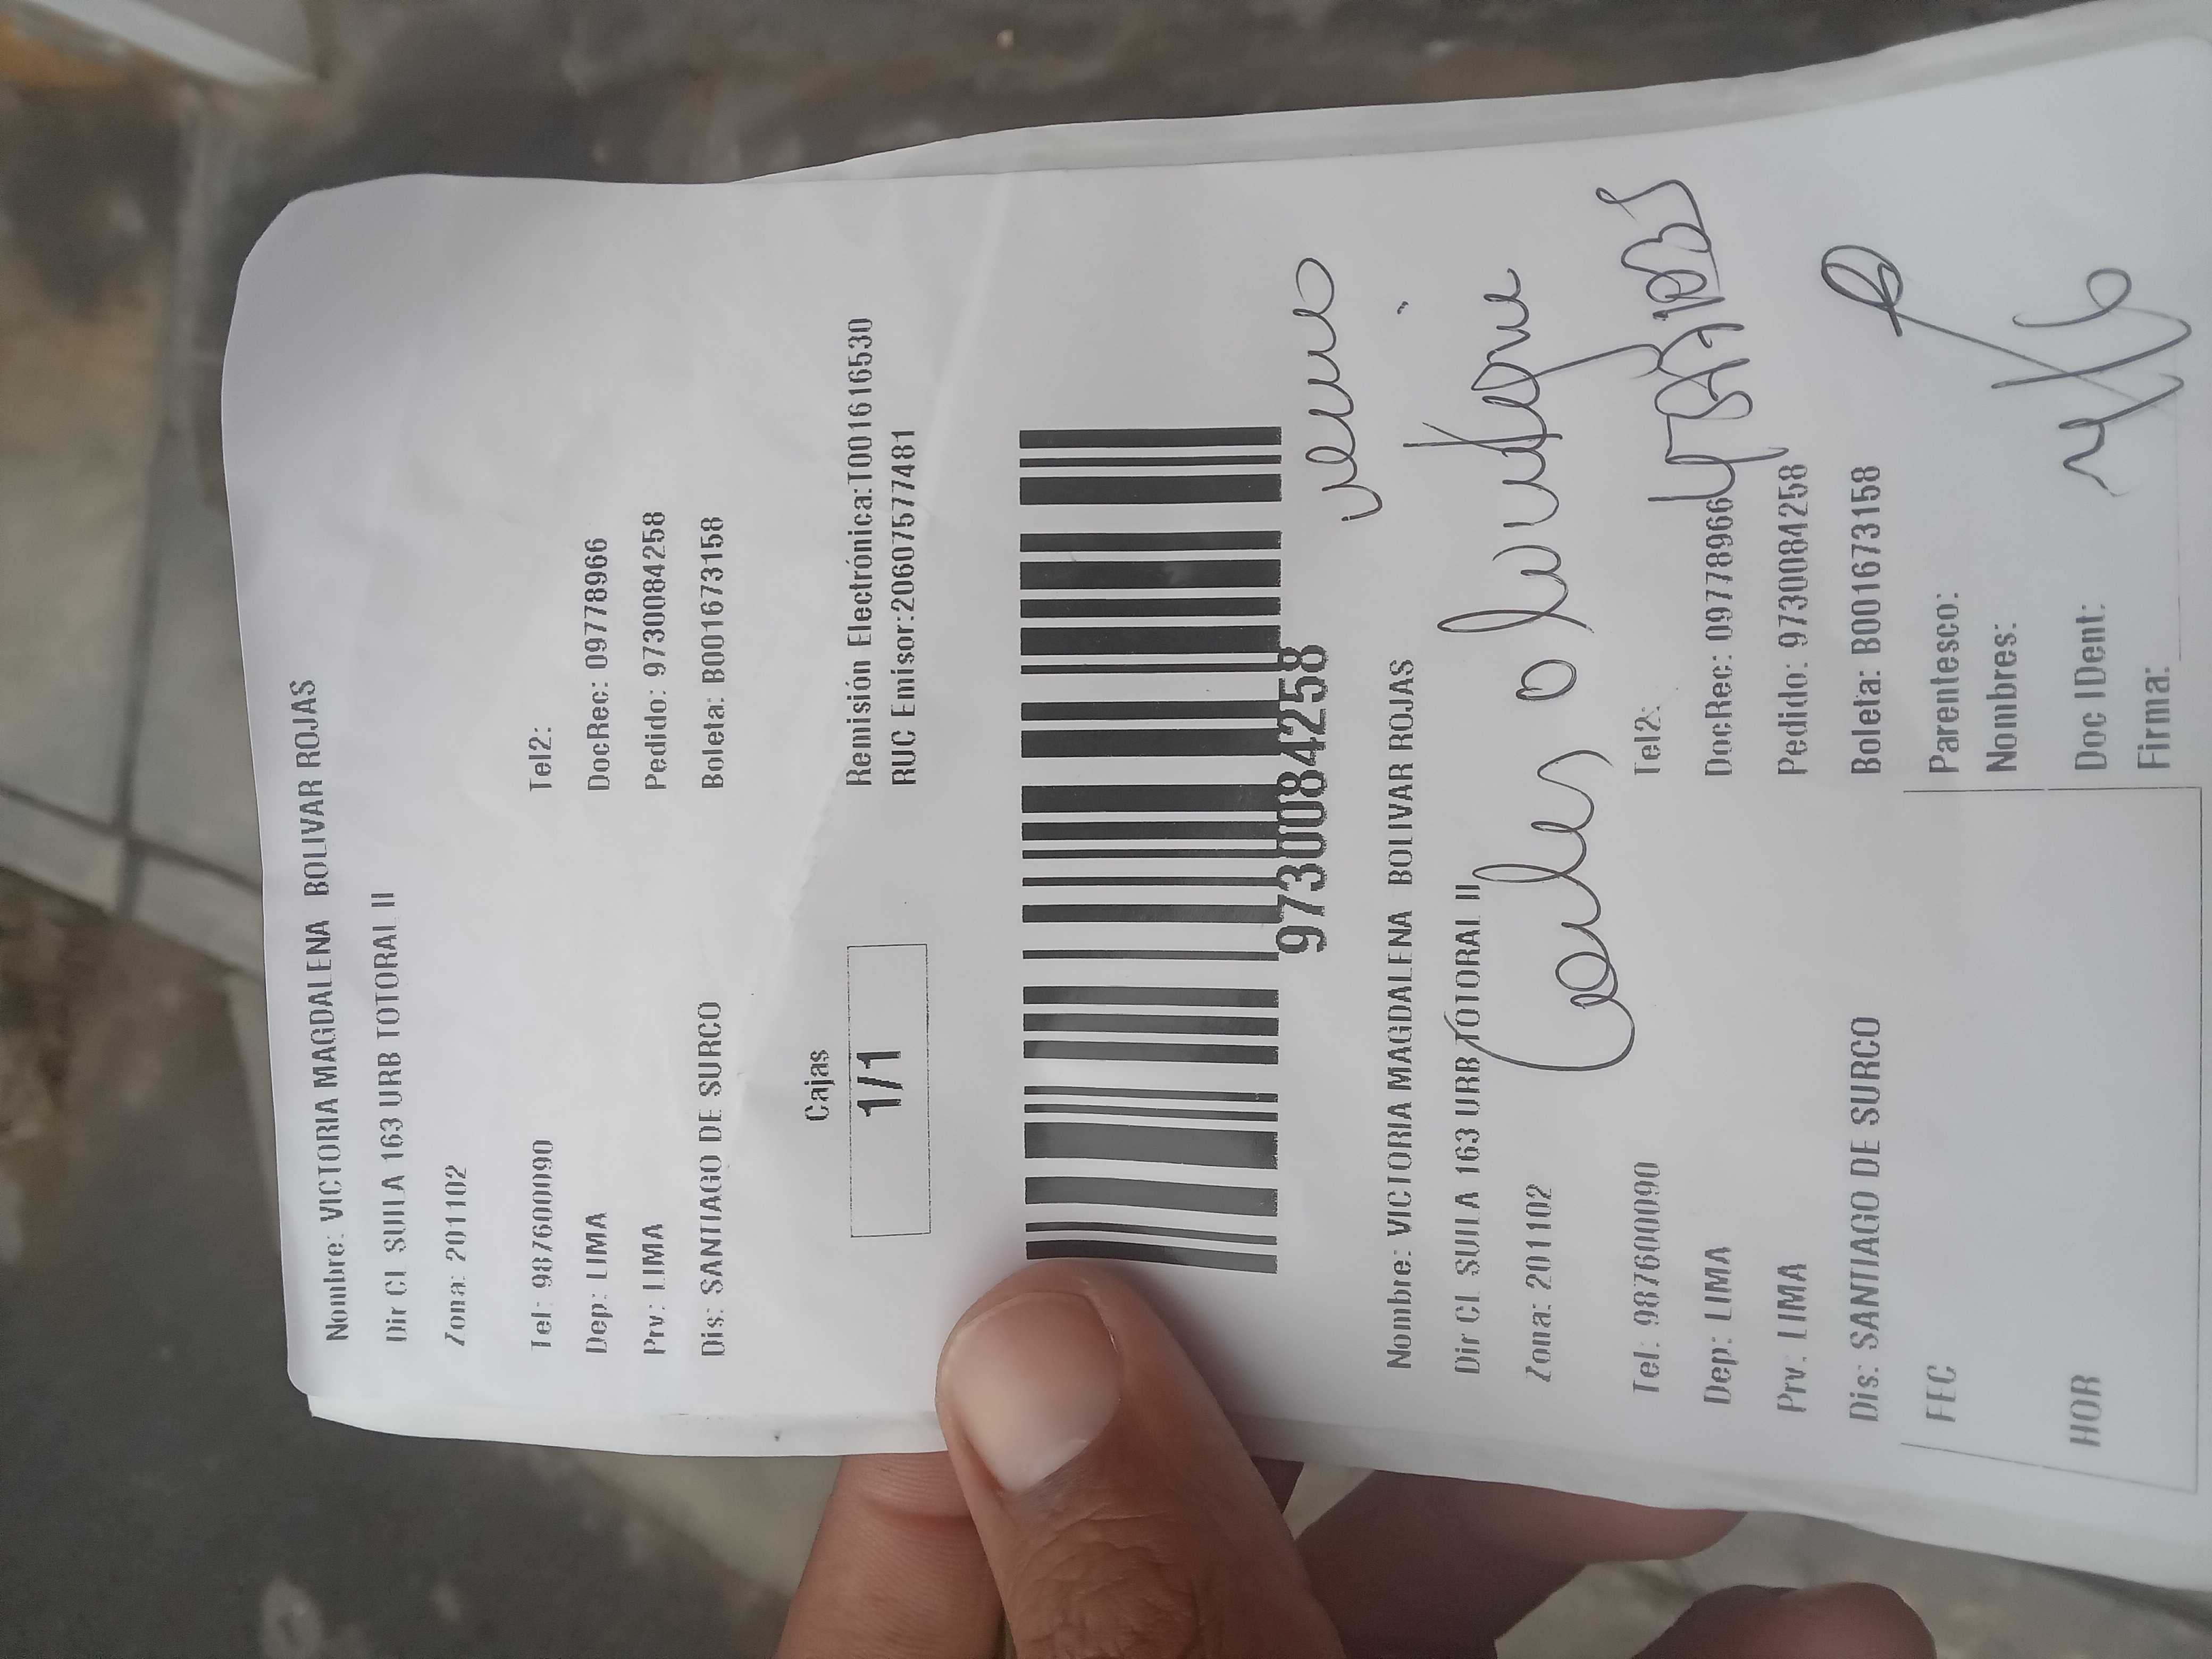 Nombre: VICTORIA MAGDALENA BOLIVAR ROJAS
Dir CL SUILA 163 URB TOTORAL II
Zona: 201102
Tel: 987600090 Tel2:
Dep: LIMA DocRec: 09778966
Prv: LIMA Pedido: 9730084258
Dis: SANTIAGO DE SURCO Boleta: B001673158
Cajas
1/1
Remisión Electrónica:T001616530
RUC Emisor:20607577481
9730084258
Nombre: VICTORIA MAGDALENA BOLIVAR ROJAS
Dir CL SUILA 163 URB TOTORAL II
Zona: 201102
Carlos
Tel: 987600090 Tel2:
Dep: LIMA DocRec: 09778966
Prv: LIMA Pedido: 9730084258
Dis: SANTIAGO DE SURCO Boleta: B001673158
FEC
Parentesco:
Nombres:
HOR
Doc IDent:
Firma: